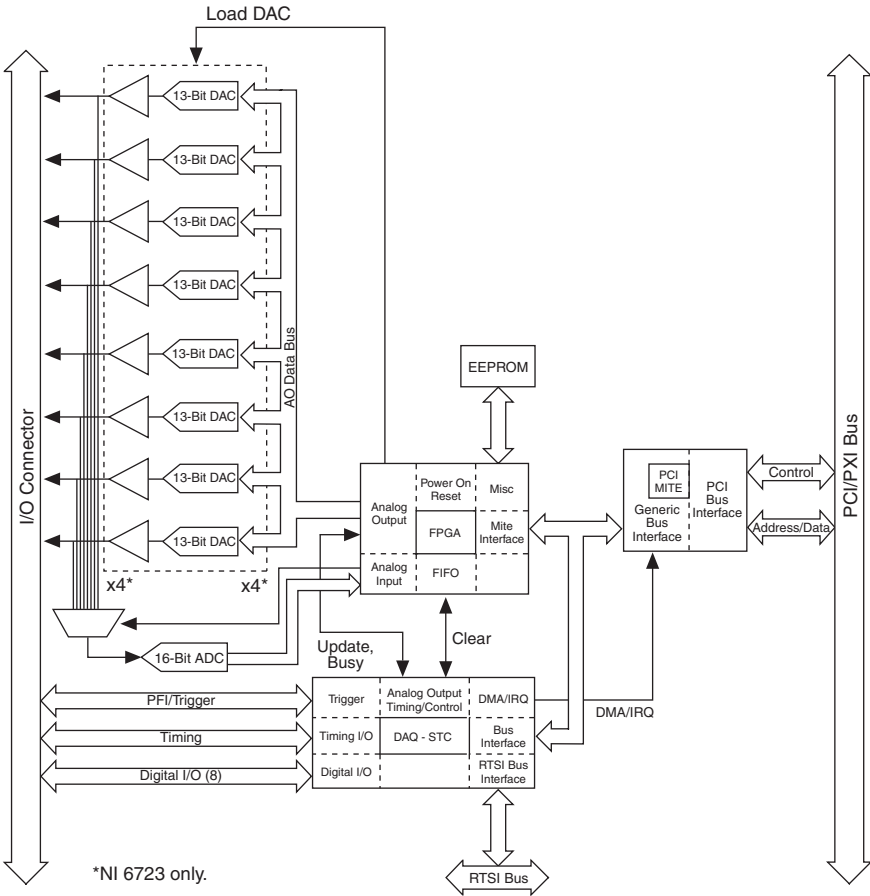 Load DAC
13-Bit DAC
13-Bit DAC
13-Bit DAC
13-Bit DAC
13-Bit DAC
13-Bit DAC
13-Bit DAC
13-Bit DAC
AO Data Bus
I/O Connector
x4*
x4*
16-Bit ADC
EEPROM
Analog
Output
Power On
Reset
Misc
FPGA
Mite
Interface
Analog
Input
FIFO
PCI
MITE
Generic
Bus
Interface
PCI
Bus
Interface
Control
Address/Data
PCI/PXI Bus
Update,
Busy
Clear
PFI/Trigger
Timing
Digital I/O (8)
Trigger
Analog Output
Timing/Control
DMA/IRQ
Timing I/O
DAQ - STC
Bus
Interface
Digital I/O
RTSI Bus
Interface
DMA/IRQ
RTSI Bus
*NI 6723 only.